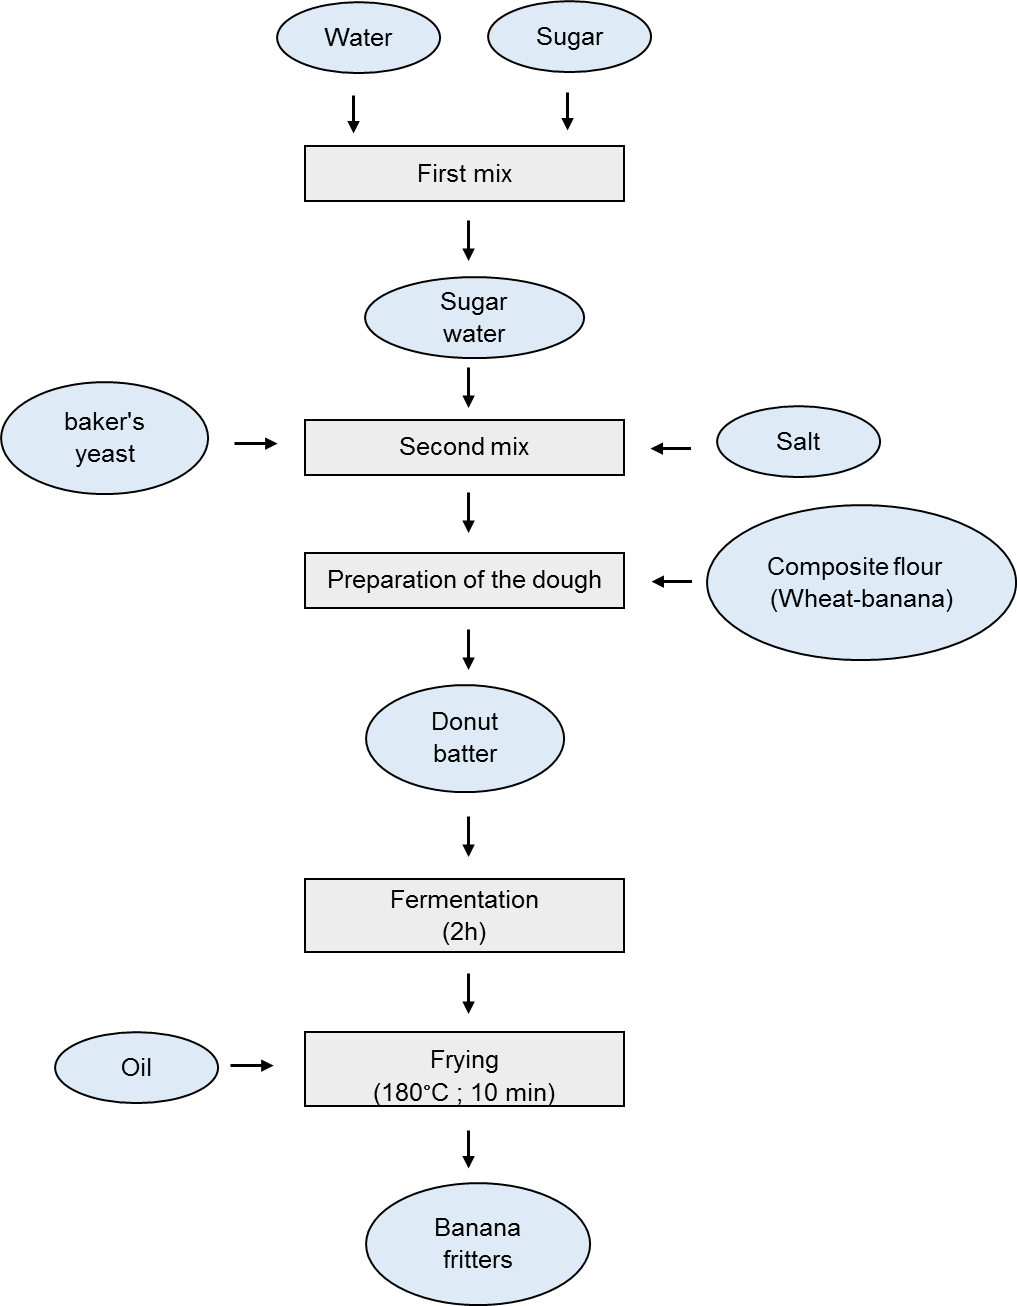 Water
Sugar
First mix
Sugar
water
baker's
yeast
Second mix
Salt
Preparation of the dough
Composite flour
(Wheat-banana)
Donut
batter
Fermentation
(2h)
Oil
Frying
(180°C ; 10 min)
Banana
fritters